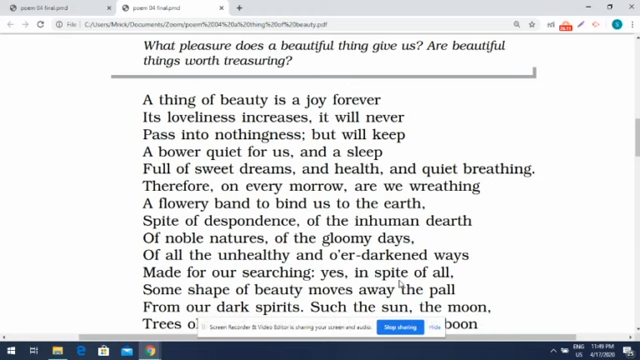 poem 04 final.pmd
poem 04 final.pmd
File
C:/Users/Mnick/Documents/Zoom/poem%2004%20a%20thing%20of%20beauty.pdf
What pleasure does a beautiful thing give us? Are beautiful
things worth treasuring?
A thing of beauty is a joy forever
Its loveliness increases, it will never
Pass into nothingness; but will keep
A bower quiet for us, and a sleep
Full of sweet dreams, and health, and quiet breathing.
Therefore, on every morrow, are we wreathing
A flowery band to bind us to the earth,
Spite of despondence, of the inhuman dearth
Of noble natures, of the gloomy days,
Of all the unhealthy and o'er-darkened ways
Made for our searching: yes, in spite of all,
Some shape of beauty moves away the pall
From our dark spirits. Such the sun, the moon,
Trees boon
Screen Recorder & Video Editor is sharing your screen and audio.
Stop sharing
Hide
ENG
US
11:49 PM
4/17/2020